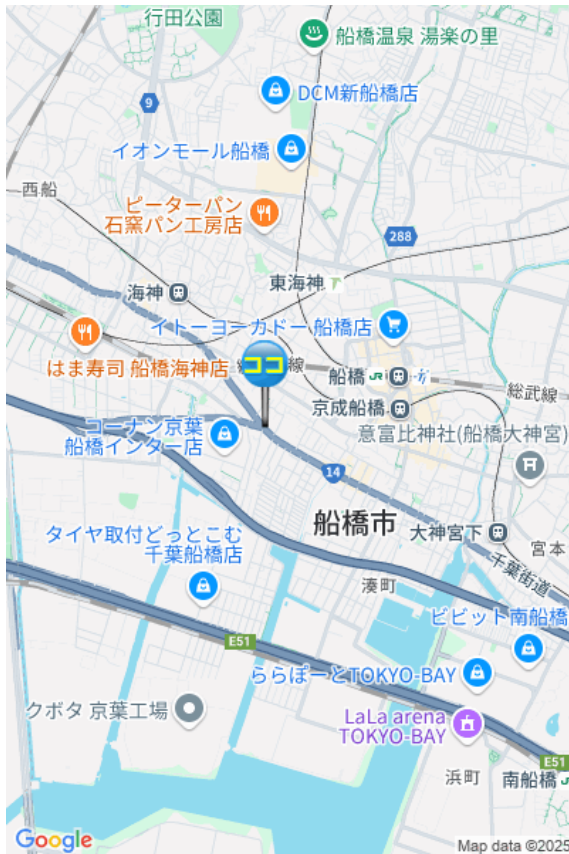 行田公園
船橋温泉 湯楽の里
9
DCM新船橋店
イオンモール船橋
西船
ピーターパン
石窯パン工房店
288
東海神
海神
イトーヨーカドー 船橋店
ココ
線
はま寿司 船橋海神店
船橋
JR
総武線
京成船橋
コーナン京葉
船橋インター店
意富比神社(船橋大神宮)
14
船橋市
大神宮下
タイヤ取付どっとこむ
千葉船橋店
宮本
千葉街道
湊町
ビビット南船橋
E51
ららぽーとTOKYO-BAY
クボタ 京葉工場
LaLa arena
TOKYO-BAY
E51
浜町
南船橋
Google
Map data ©2025